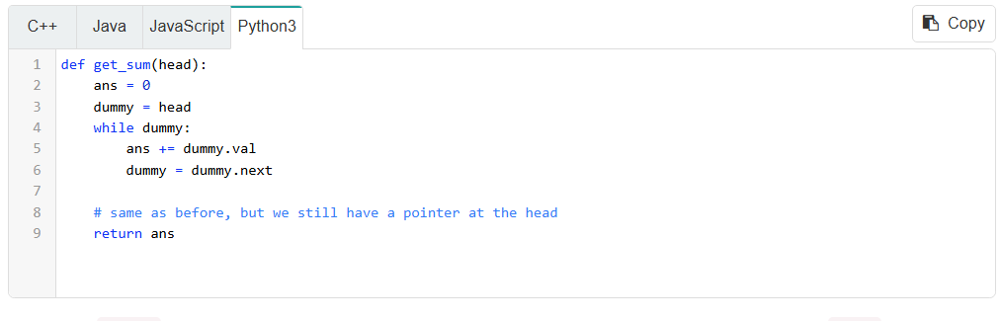 C++ Java JavaScript Python3 Copy
1 def get_sum(head):
2     ans = 0
3     dummy = head
4     while dummy:
5         ans += dummy.val
6         dummy = dummy.next
7
8     # same as before, but we still have a pointer at the head
9     return ans